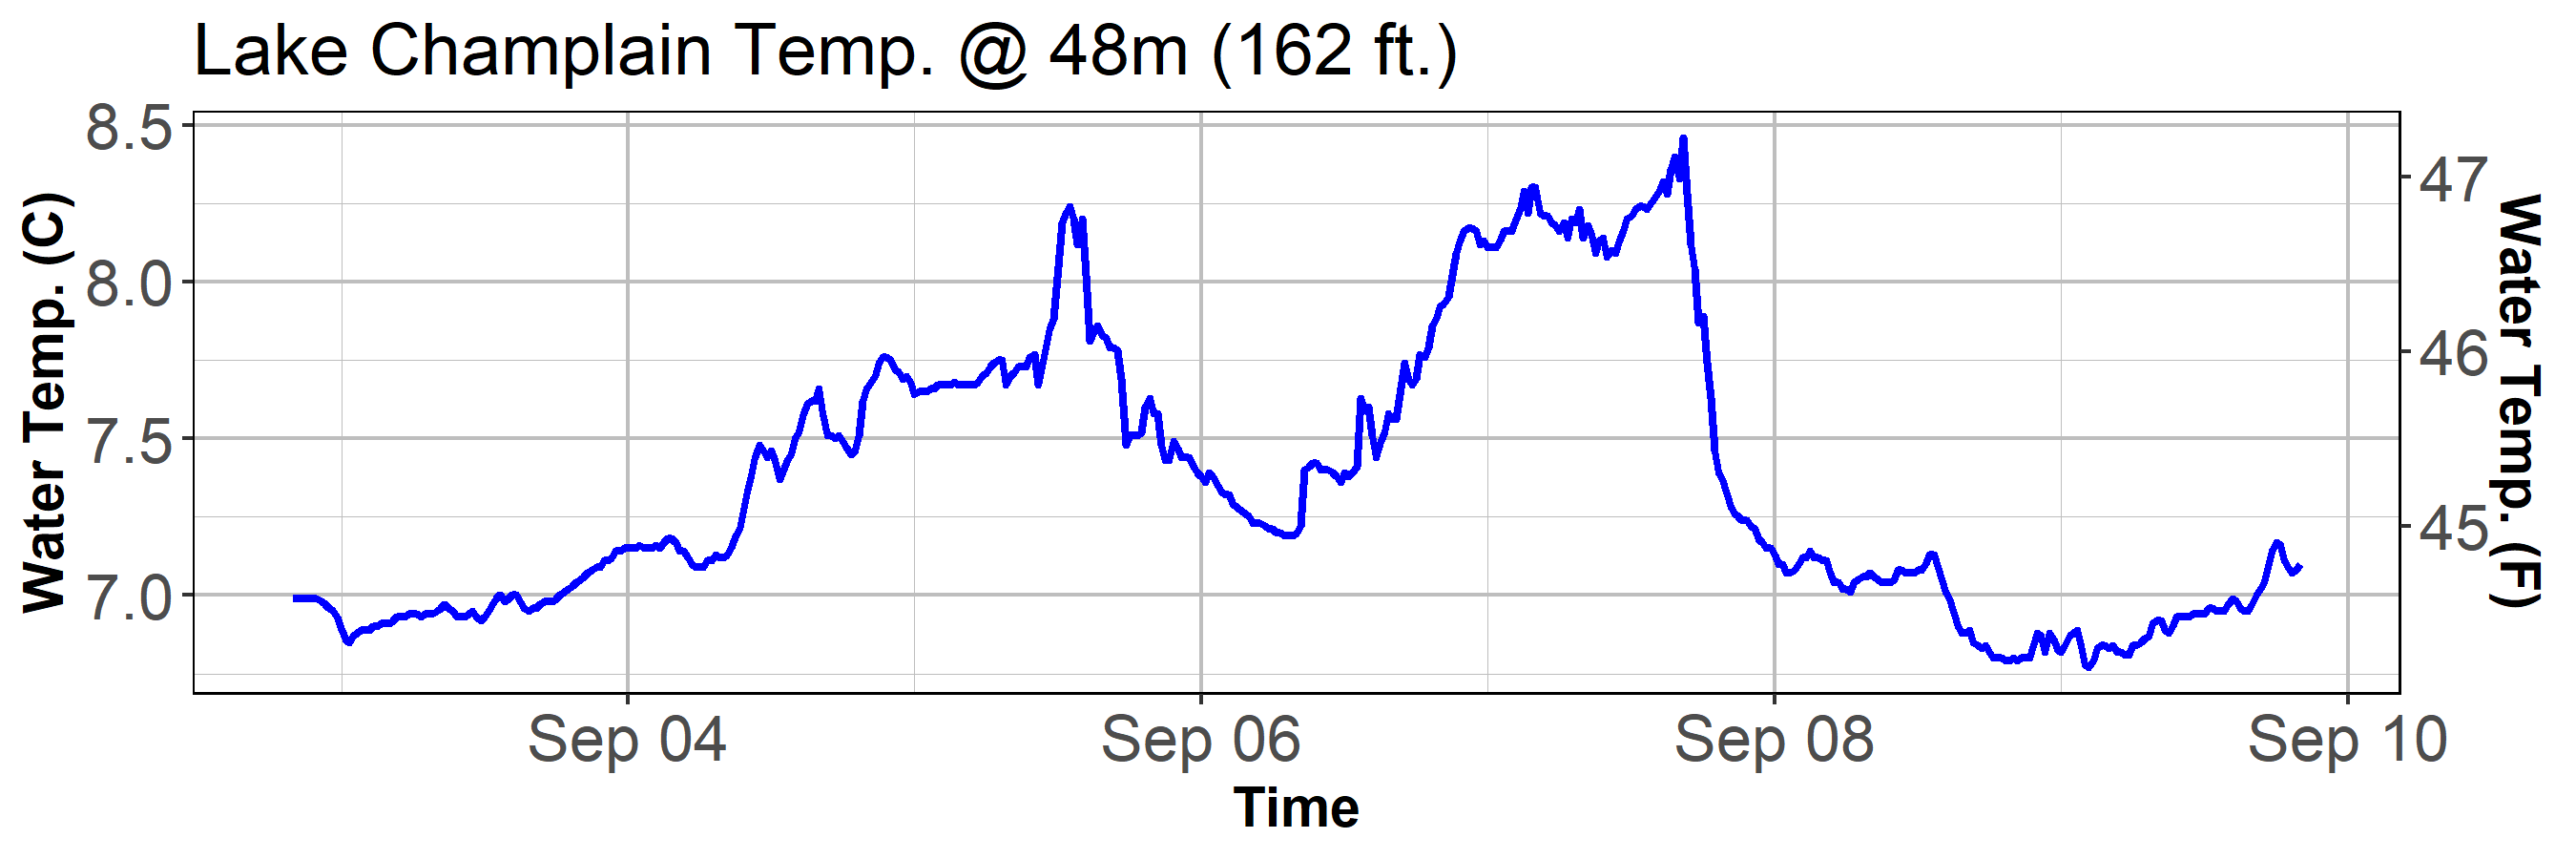 Lake Champlain Temp. @ 48m (162 ft.)
Water Temp. (C)
8.5
8.0
7.5
7.0
47
46
45
Water Temp. (F)
Sep 04
Sep 06
Sep 08
Sep 10
Time